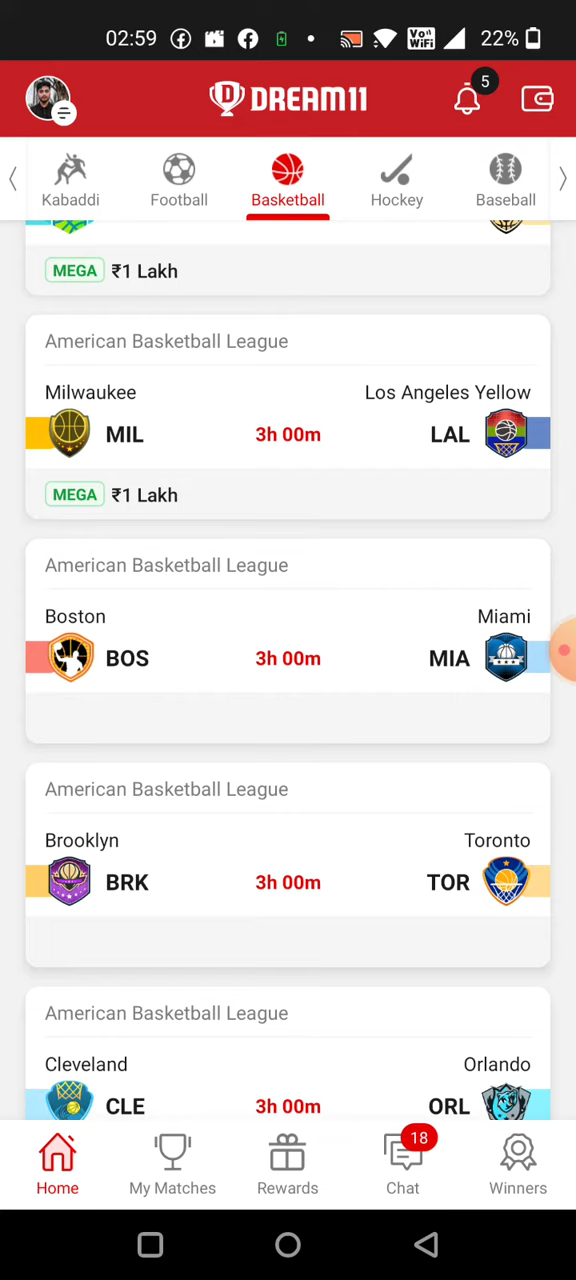 02:59 Vo)) WiFi 22%
5
DREAM11
Kabaddi Football Basketball Hockey Baseball
MEGA ₹1 Lakh
American Basketball League
Milwaukee Los Angeles Yellow
MIL 3h 00m LAL
MEGA ₹1 Lakh
American Basketball League
Boston Miami
BOS 3h 00m MIA
American Basketball League
Brooklyn Toronto
BRK 3h 00m TOR
American Basketball League
Cleveland Orlando
CLE 3h 00m ORL
18
Home My Matches Rewards Chat Winners